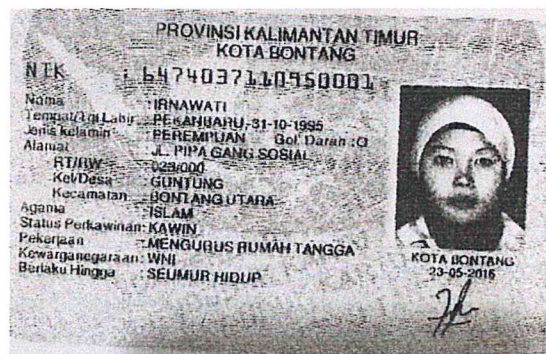 PROVINSI KALIMANTAN TIMUR
KOTA BONTANG
NIK : 6474037110950001
Nama : IRNAWATI
Tempat/Tgl Lahir : PEKANBARU, 31-10-1995
Jenis kelamin : PEREMPUAN Gol. Darah : O
Alamat : JL. PIPA GANG SOSIAL
RT/RW : 023/000
Kel/Desa : GUNTUNG
Kecamatan : BONTANG UTARA
Agama : ISLAM
Status Perkawinan: KAWIN
Pekerjaan : MENGURUS RUMAH TANGGA
Kewarganegaraan: WNI
Berlaku Hingga : SEUMUR HIDUP
KOTA BONTANG
23-05-2016